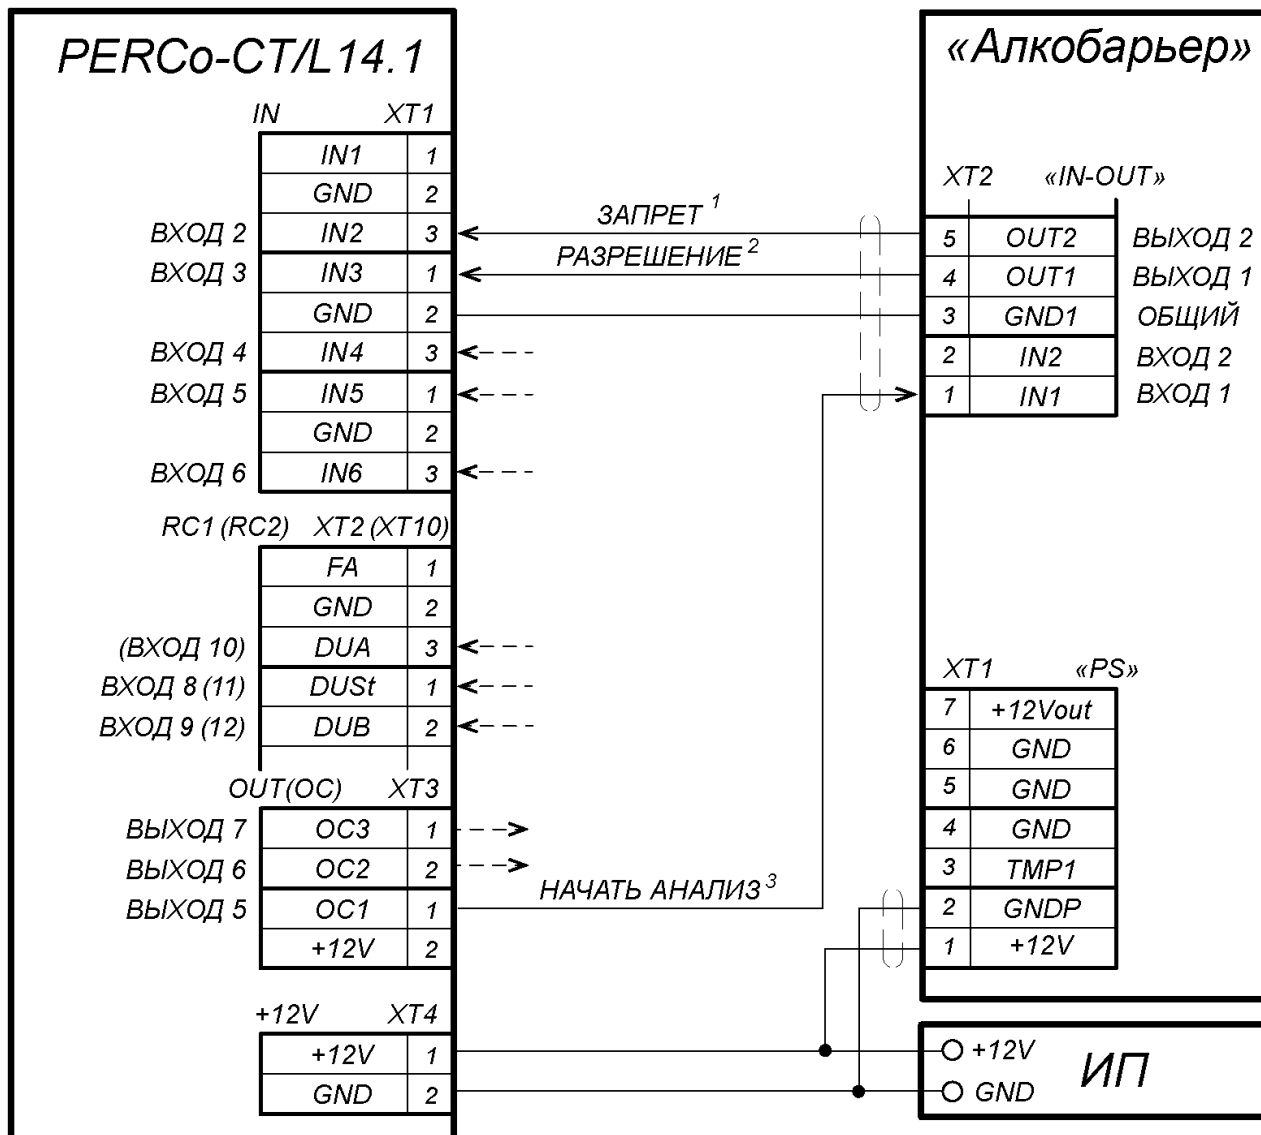 PERCo-CT/L14.1
IN XT1
IN1 1
GND 2
ВХОД 2 IN2 3
ВХОД 3 IN3 1
GND 2
ВХОД 4 IN4 3
ВХОД 5 IN5 1
GND 2
ВХОД 6 IN6 3
RC1 (RC2) XT2 (XT10)
FA 1
GND 2
(ВХОД 10) DUA 3
ВХОД 8 (11) DUSt 1
ВХОД 9 (12) DUB 2
OUT(OC) XT3
ВЫХОД 7 OC3 1
ВЫХОД 6 OC2 2
ВЫХОД 5 OC1 1
+12V 2
+12V XT4
+12V 1
GND 2
ЗАПРЕТ 1
РАЗРЕШЕНИЕ 2
НАЧАТЬ АНАЛИЗ 3
«Алкобарьер»
XT2 «IN-OUT»
5 OUT2 ВЫХОД 2
4 OUT1 ВЫХОД 1
3 GND1 ОБЩИЙ
2 IN2 ВХОД 2
1 IN1 ВХОД 1
XT1 «PS»
7 +12Vout
6 GND
5 GND
4 GND
3 TMP1
2 GNDP
1 +12V
+12V
GND
ИП